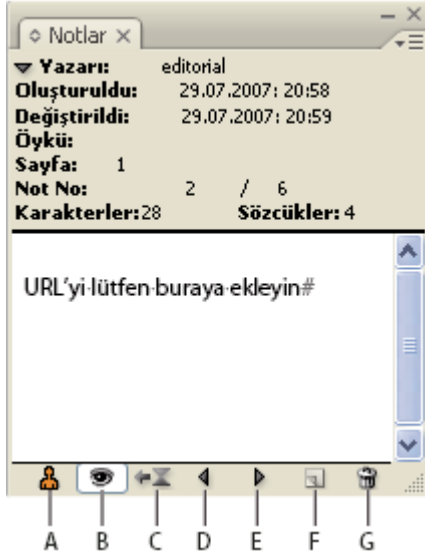 Notlar
Yazarı: editorial
Oluşturuldu: 29.07.2007: 20:58
Değiştirildi: 29.07.2007: 20:59
Öykü:
Sayfa: 1
Not No: 2 / 6
Karakterler:28 Sözcükler: 4
URL'yi lütfen buraya ekleyin#
A B C D E F G